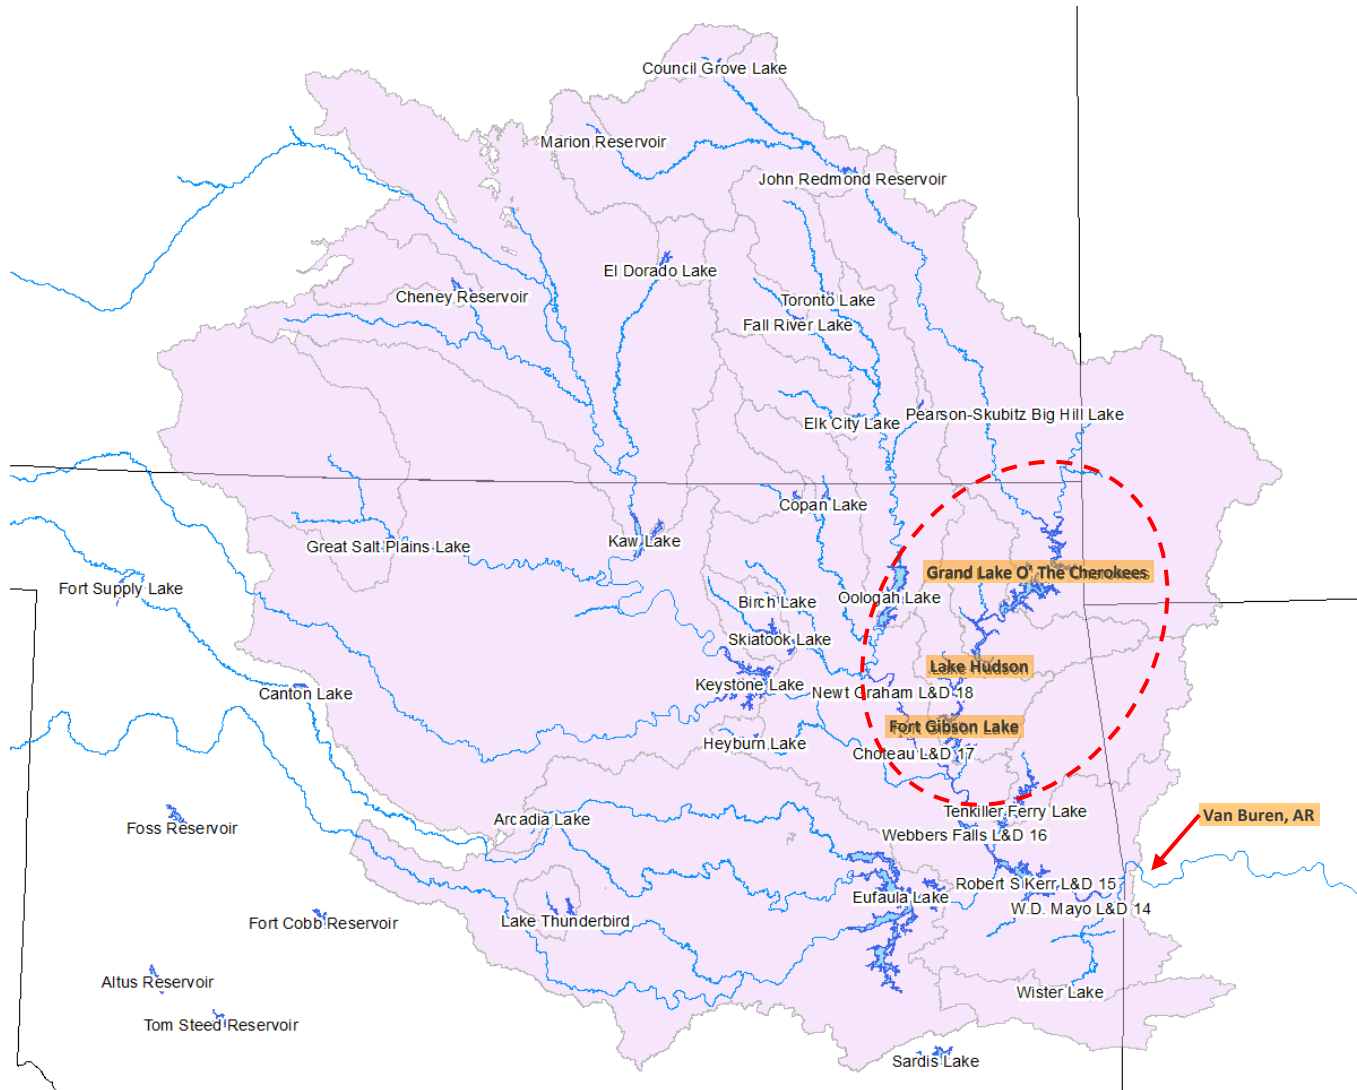 Council Grove Lake
Marion Reservoir
John Redmond Reservoir
El Dorado Lake
Cheney Reservoir
Toronto Lake
Fall River Lake
Pearson-Skubitz Big Hill Lake
Elk City Lake
Copan Lake
Kaw Lake
Great Salt Plains Lake
Grand Lake O' The Cherokees
Fort Supply Lake
Birch Lake
Oologah Lake
Skiatook Lake
Lake Hudson
Keystone Lake
Newt Graham L&D 18
Canton Lake
Fort Gibson Lake
Heyburn Lake
Choteau L&D 17
Tenkiller Ferry Lake
Van Buren, AR
Arcadia Lake
Foss Reservoir
Webbers Falls L&D 16
Robert S Kerr L&D 15
Eufaula Lake
W.D. Mayo L&D 14
Lake Thunderbird
Fort Cobb Reservoir
Altus Reservoir
Wister Lake
Tom Steed Reservoir
Sardis Lake